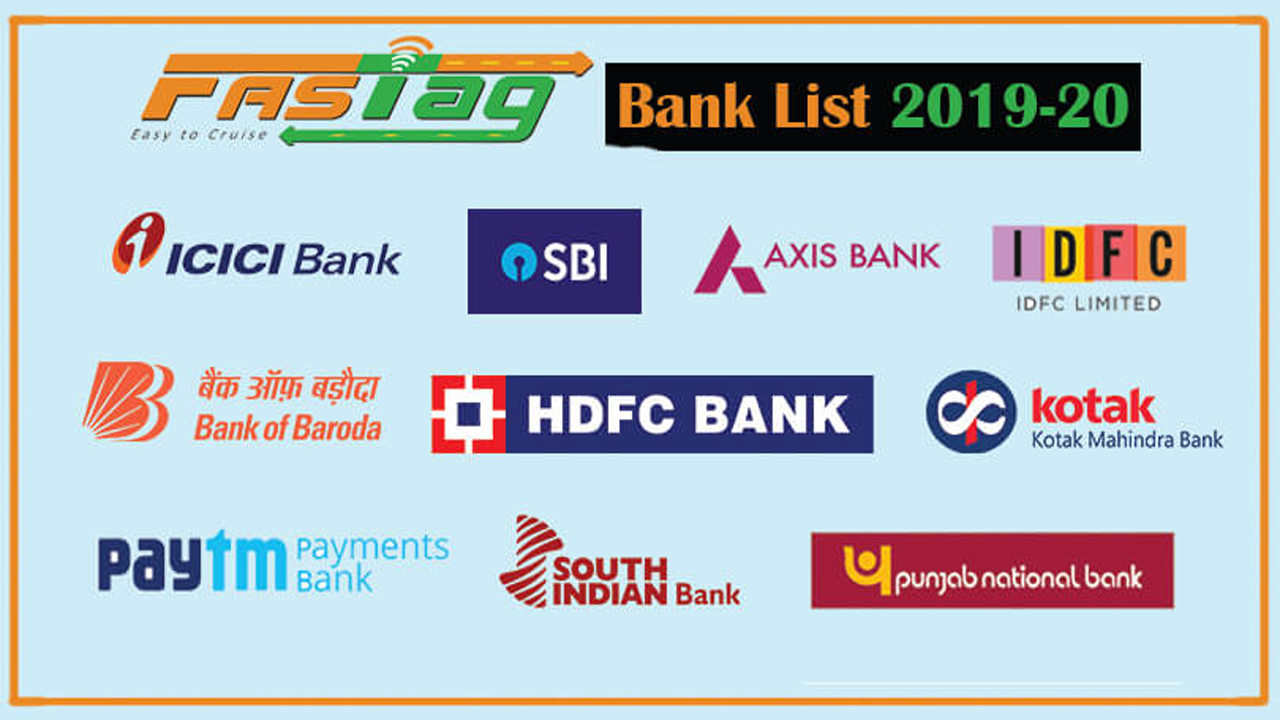 FASTag
Easy to Cruise
Bank List 2019-20
ICICI Bank
SBI
AXIS BANK
IDFC
IDFC LIMITED
बैंक ऑफ़ बड़ौदा
Bank of Baroda
HDFC BANK
kotak
Kotak Mahindra Bank
paytm Payments
Bank
SOUTH
INDIAN Bank
punjab national bank